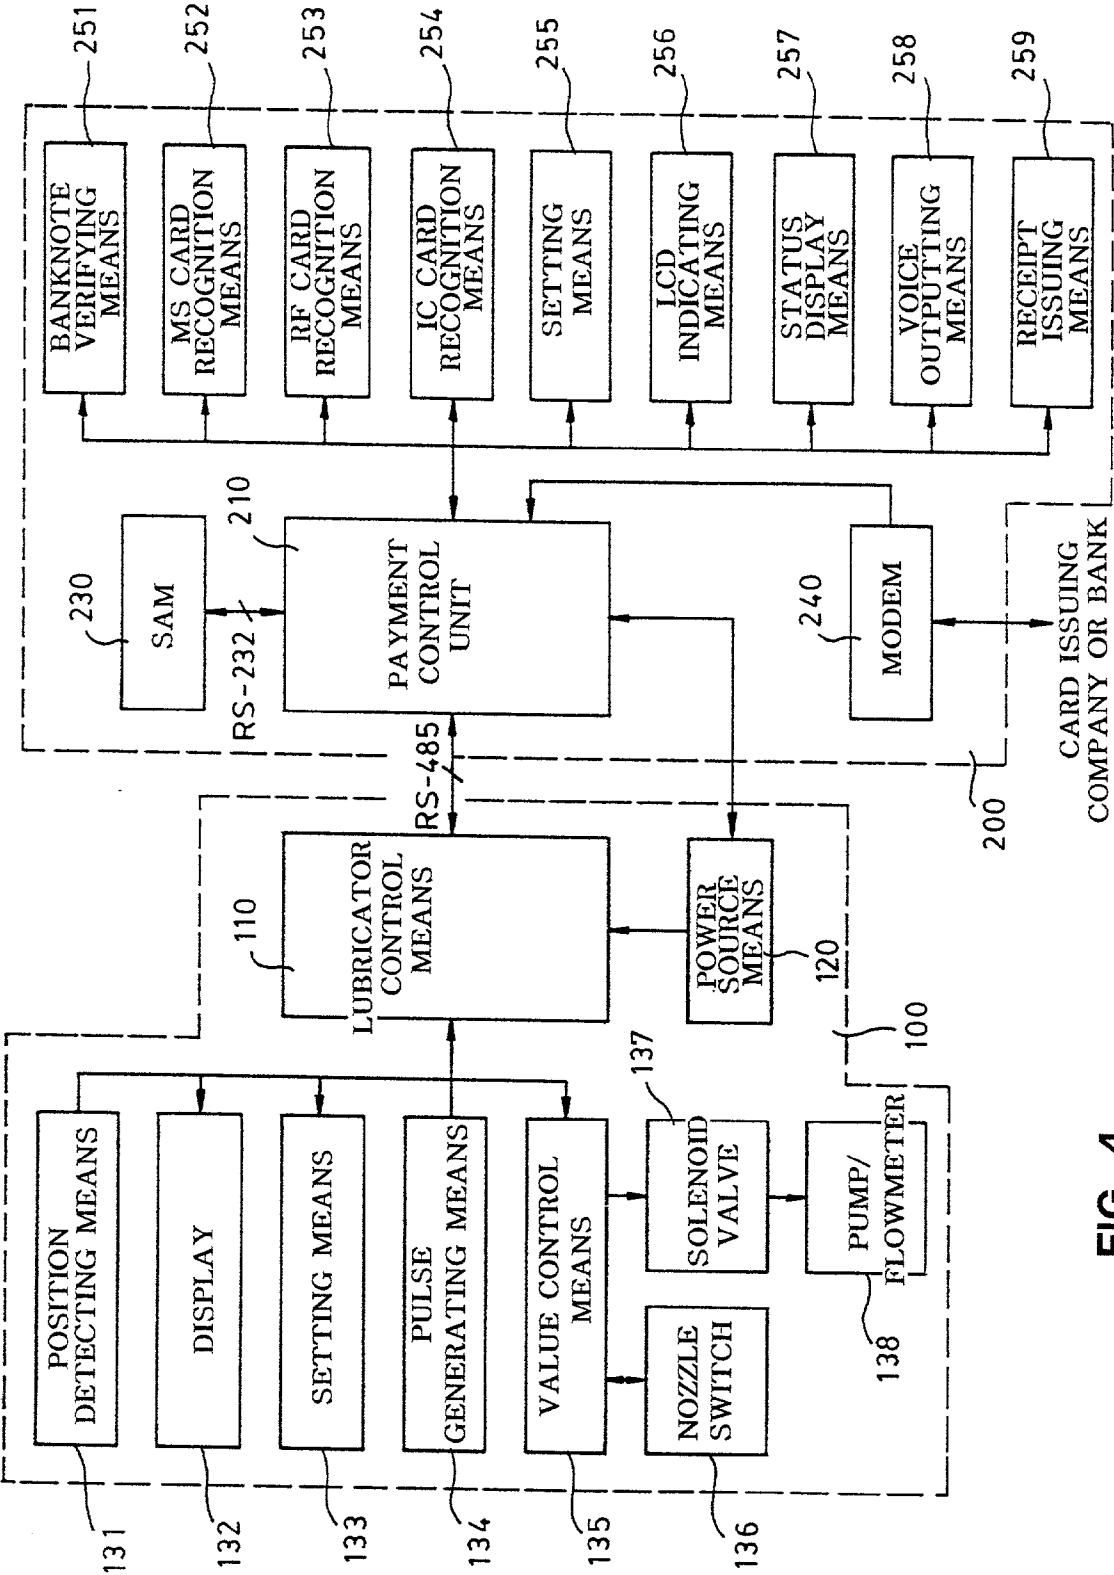 131
POSITION
DETECTING MEANS
132
DISPLAY
133
SETTING MEANS
134
PULSE
GENERATING MEANS
135
VALUE CONTROL
MEANS
136
NOZZLE
SWITCH
137
SOLENOID
VALVE
138
PUMP/
FLOWMETER
100
110
LUBRICATOR
CONTROL
MEANS
120
POWER
SOURCE
MEANS
RS-485
RS-232
230
SAM
210
PAYMENT
CONTROL
UNIT
240
MODEM
200
CARD ISSUING
COMPANY OR BANK
BANKNOTE
VERIFYING
MEANS
251
MS CARD
RECOGNITION
MEANS
252
RF CARD
RECOGNITION
MEANS
253
IC CARD
RECOGNITION
MEANS
254
SETTING
MEANS
255
LCD
INDICATING
MEANS
256
STATUS
DISPLAY
MEANS
257
VOICE
OUTPUTTING
MEANS
258
RECEIPT
ISSUING
MEANS
259
FIG. 4